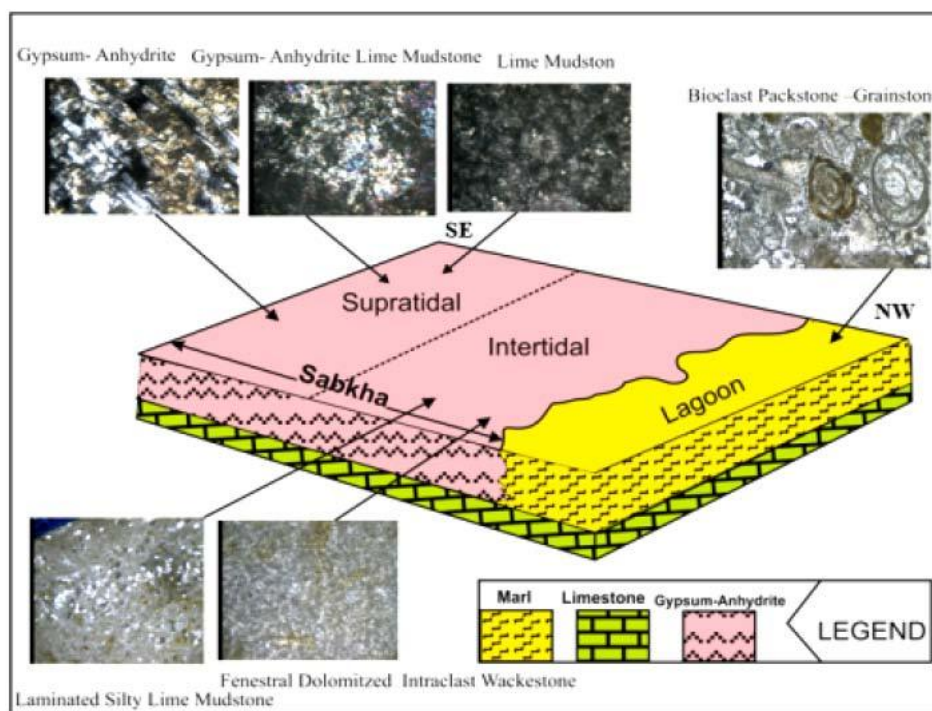 Gypsum- Anhydrite
Gypsum- Anhydrite Lime Mudstone
Lime Mudston
Bioclast Packstone –Grainston
SE
NW
Supratidal
Intertidal
Sabkha
Lagoon
Marl
Limestone
Gypsum-Anhydrite
LEGEND
Fenestral Dolomitzed Intraclast Wackestone
Laminated Silty Lime Mudstone